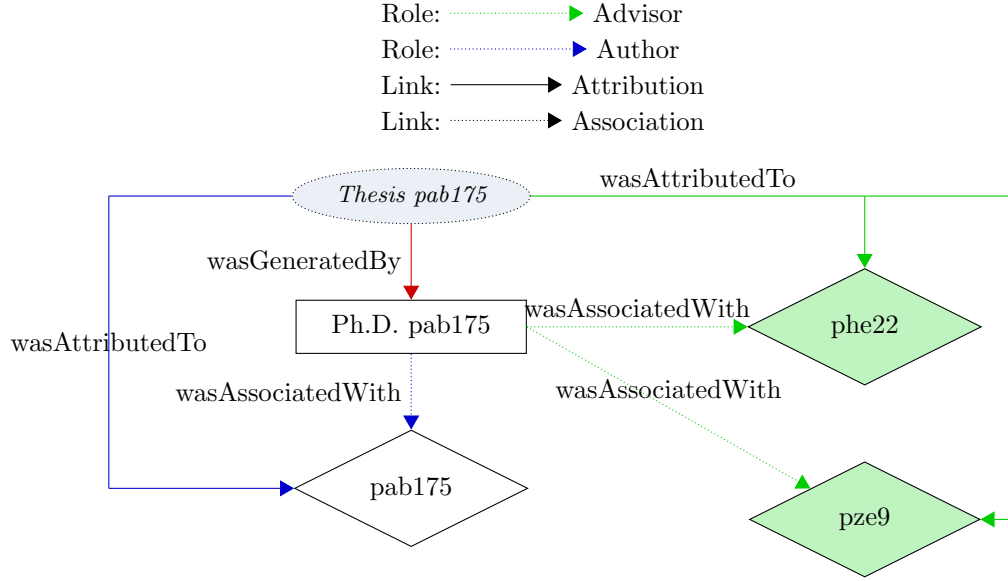 Role: Advisor
Role: Author
Link: Attribution
Link: Association
Thesis pab175
wasAttributedTo
wasGeneratedBy
Ph.D. pab175
wasAssociatedWith
phe22
wasAttributedTo
wasAssociatedWith
wasAssociatedWith
pab175
pze9